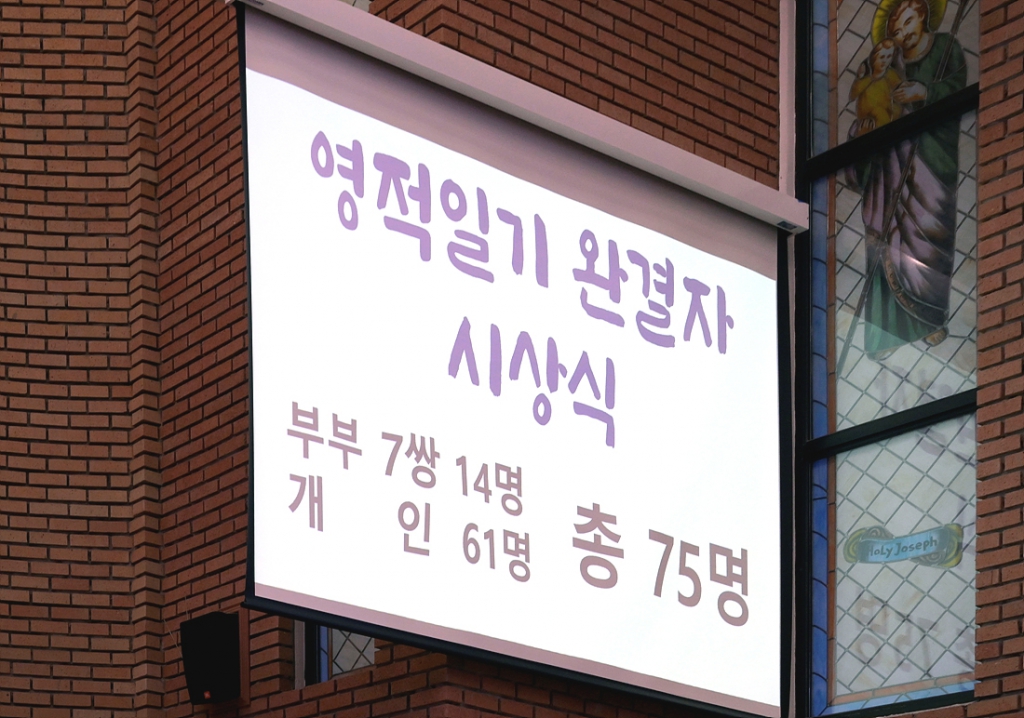 영적일기 완결자
시상식
부부 7쌍 14명
개 인 61명
총 75명
HoLy Joseph